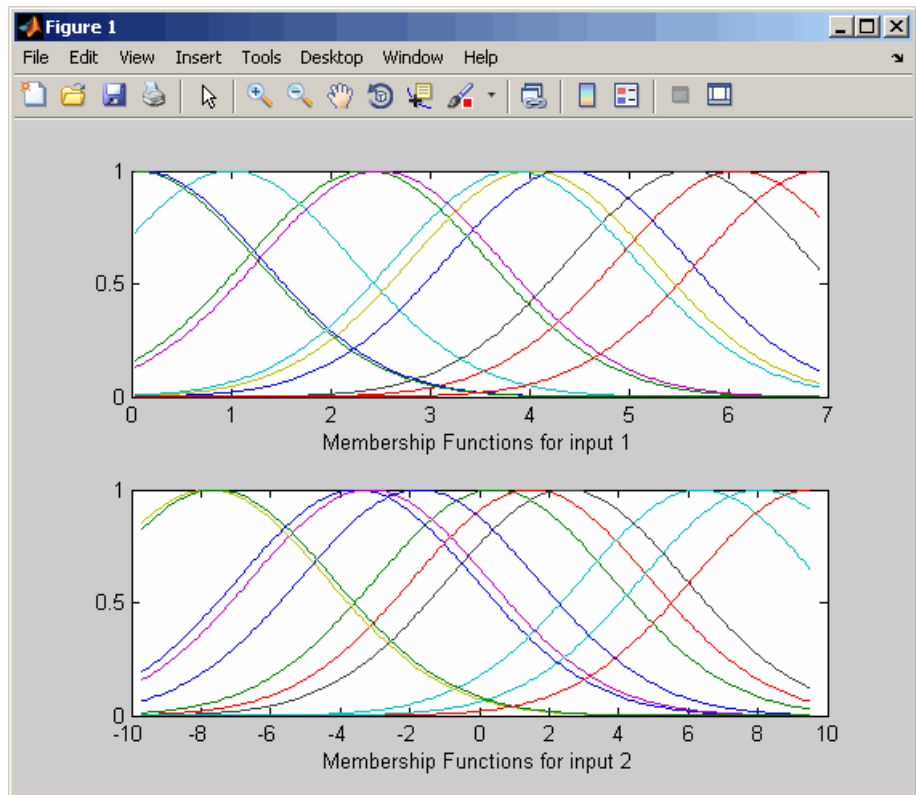 Figure 1
File Edit View Insert Tools Desktop Window Help
1
0.5
0
0 1 2 3 4 5 6 7
Membership Functions for input 1
1
0.5
0
-10 -8 -6 -4 -2 0 2 4 6 8 10
Membership Functions for input 2